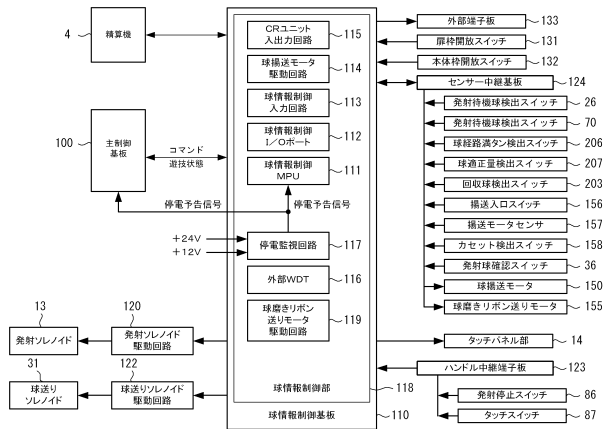 4
精算機
CRユニット
入出力回路
115
球揚送モータ
駆動回路
114
球情報制御
入力回路
113
球情報制御
I／Oポート
112
球情報制御
MPU
111
100
主制御
基板
コマンド
遊技状態
停電予告信号
停電予告信号
＋24V
＋12V
停電監視回路
117
外部WDT
116
球磨きリボン
送りモータ
駆動回路
119
13
発射ソレノイド
120
発射ソレノイド
駆動回路
31
球送り
ソレノイド
122
球送りソレノイド
駆動回路
球情報制御部
118
球情報制御基板
110
外部端子板
133
扉枠開放スイッチ
131
本体枠開放スイッチ
132
センサー中継基板
124
発射待機球検出スイッチ
26
発射待機球検出スイッチ
70
球経路満タン検出スイッチ
206
球適正量検出スイッチ
207
回収球検出スイッチ
203
揚送入口スイッチ
156
揚送モータセンサ
157
カセット検出スイッチ
158
発射球確認スイッチ
36
球揚送モータ
150
球磨きリボン送りモータ
155
タッチパネル部
14
ハンドル中継端子板
123
発射停止スイッチ
86
タッチスイッチ
87